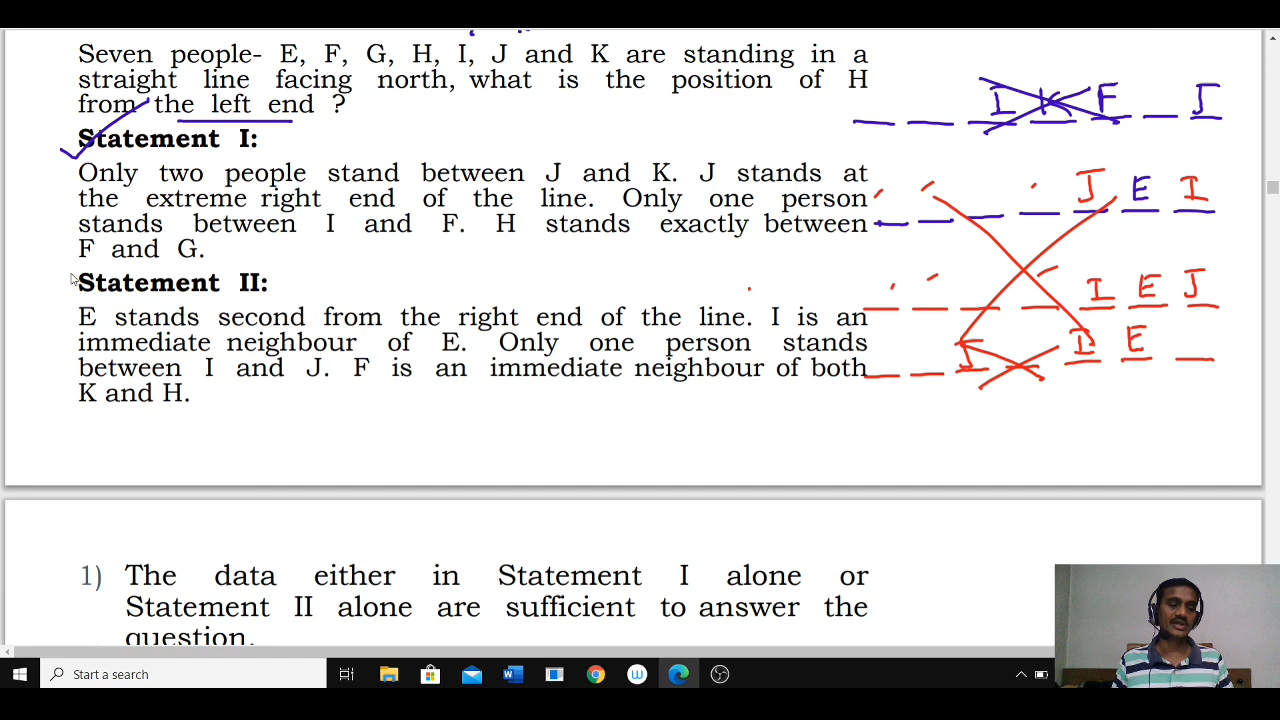 Seven people- E, F, G, H, I, J and K are standing in a
straight line facing north, what is the position of H
from the left end ?
Statement I:
Only two people stand between J and K. J stands at
the extreme right end of the line. Only one person
stands between I and F. H stands exactly between
F and G.
Statement II:
E stands second from the right end of the line. I is an
immediate neighbour of E. Only one person stands
between I and J. F is an immediate neighbour of both
K and H.
I K F J
J E I
I E J
J I E
1) The data either in Statement I alone or
Statement II alone are sufficient to answer the
question.
Start a search